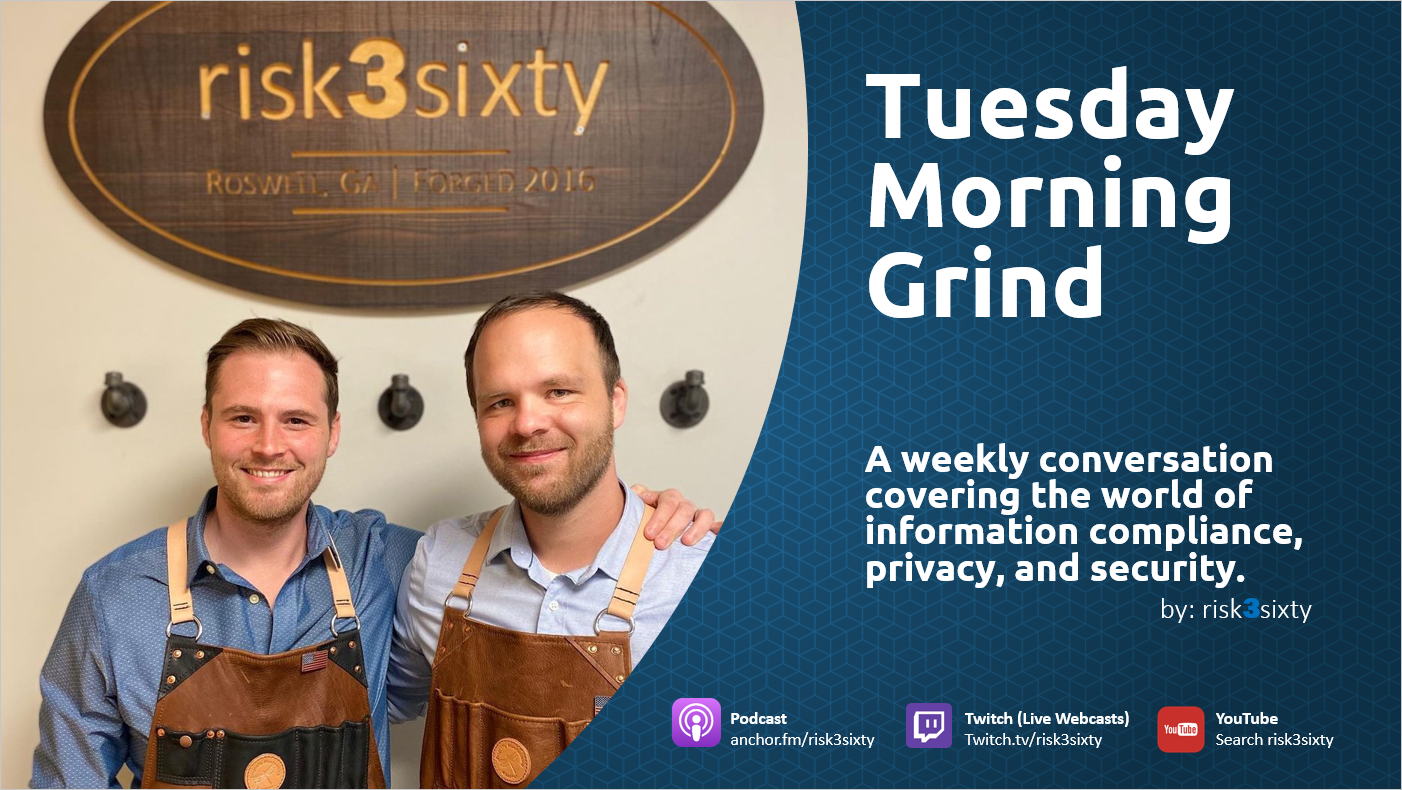 risk3sixty
ROSWELL, GA | FORGED 2016
Tuesday
Morning
Grind
A weekly conversation
covering the world of
information compliance,
privacy, and security.
by: risk3sixty
Podcast
anchor.fm/risk3sixty
Twitch (Live Webcasts)
Twitch.tv/risk3sixty
YouTube
YouTube
Search risk3sixty